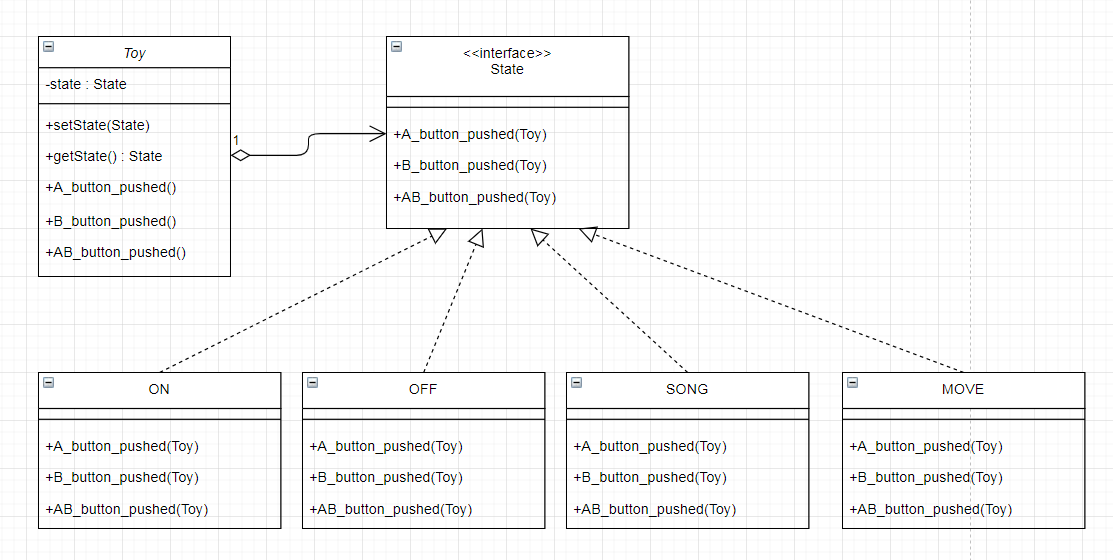 Toy
-state : State
+setState(State)
+getState() : State
+A_button_pushed()
+B_button_pushed()
+AB_button_pushed()
1
<<interface>>
State
+A_button_pushed(Toy)
+B_button_pushed(Toy)
+AB_button_pushed(Toy)
ON
+A_button_pushed(Toy)
+B_button_pushed(Toy)
+AB_button_pushed(Toy)
OFF
+A_button_pushed(Toy)
+B_button_pushed(Toy)
+AB_button_pushed(Toy)
SONG
+A_button_pushed(Toy)
+B_button_pushed(Toy)
+AB_button_pushed(Toy)
MOVE
+A_button_pushed(Toy)
+B_button_pushed(Toy)
+AB_button_pushed(Toy)